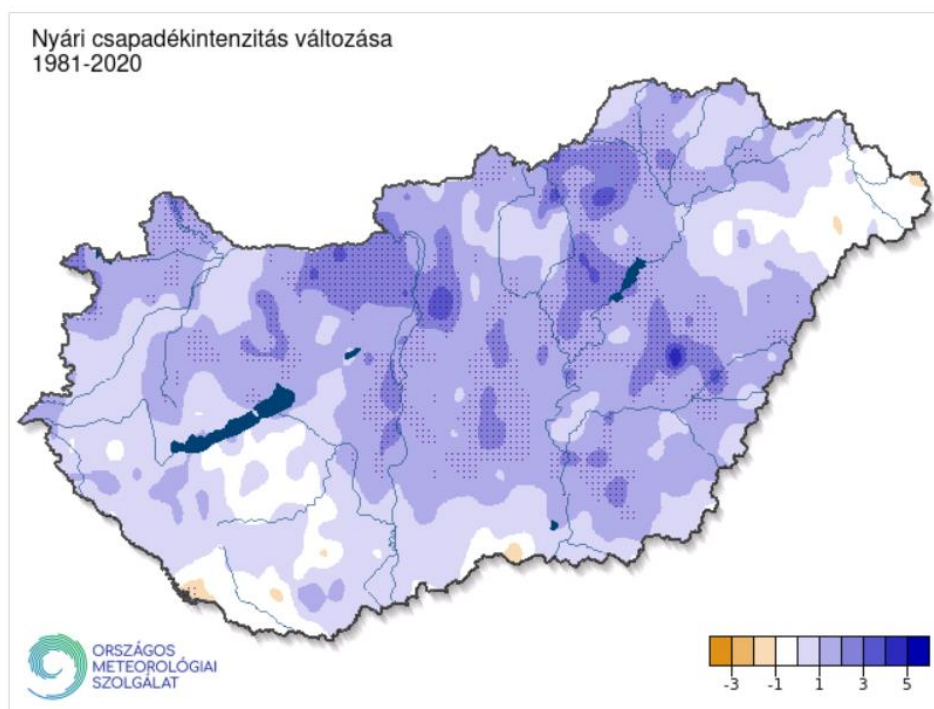 Nyári csapadékintenzitás változása
1981-2020
ORSZÁGOS
METEOROLÓGIAI
SZOLGÁLAT
-3 -1 1 3 5